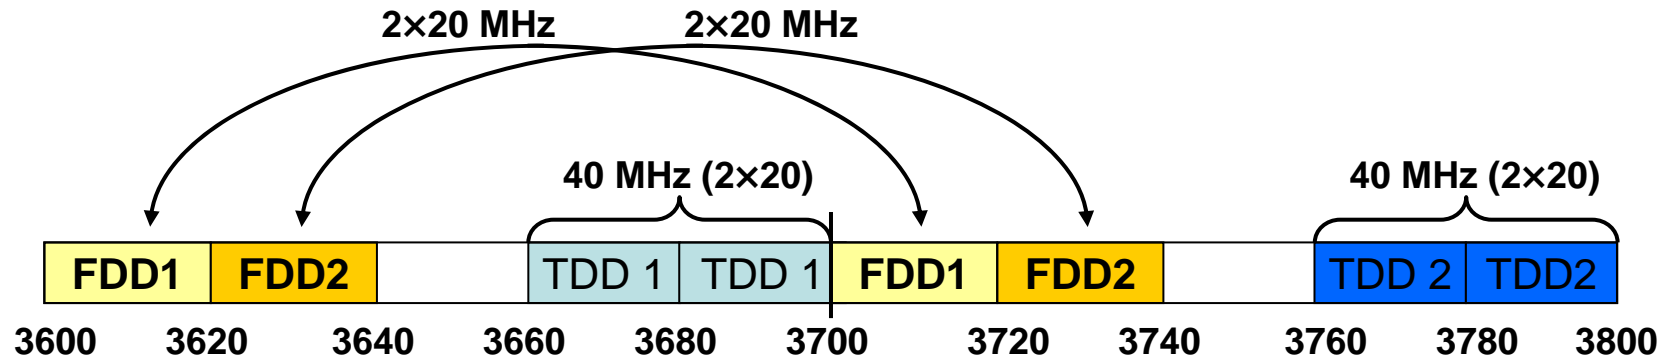 2×20 MHz 2×20 MHz
40 MHz (2×20) 40 MHz (2×20)
FDD1 FDD2 TDD 1 TDD 1 FDD1 FDD2 TDD 2 TDD2
3600 3620 3640 3660 3680 3700 3720 3740 3760 3780 3800